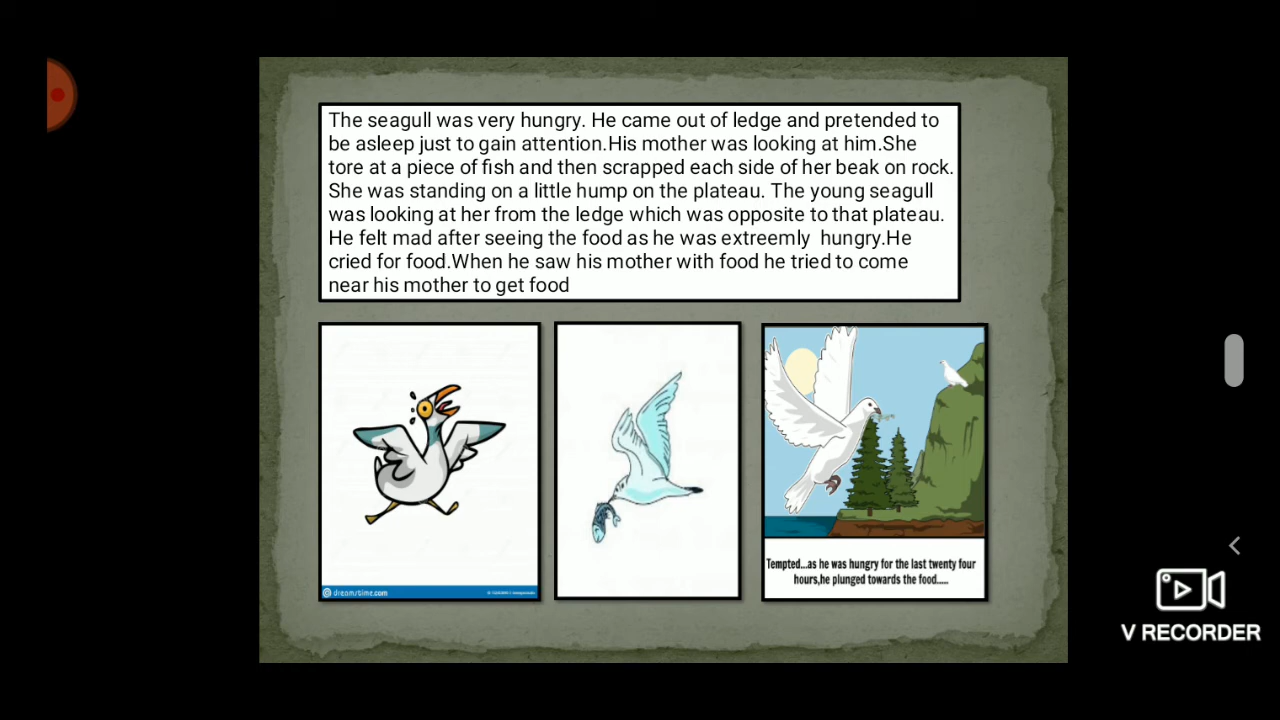 The seagull was very hungry. He came out of ledge and pretended to
be asleep just to gain attention.His mother was looking at him.She
tore at a piece of fish and then scrapped each side of her beak on rock.
She was standing on a little hump on the plateau. The young seagull
was looking at her from the ledge which was opposite to that plateau.
He felt mad after seeing the food as he was extreemly  hungry.He
cried for food.When he saw his mother with food he tried to come
near his mother to get food
dreamstime.com
Tempted...as he was hungry for the last twenty four
hours,he plunged towards the food.....
V RECORDER